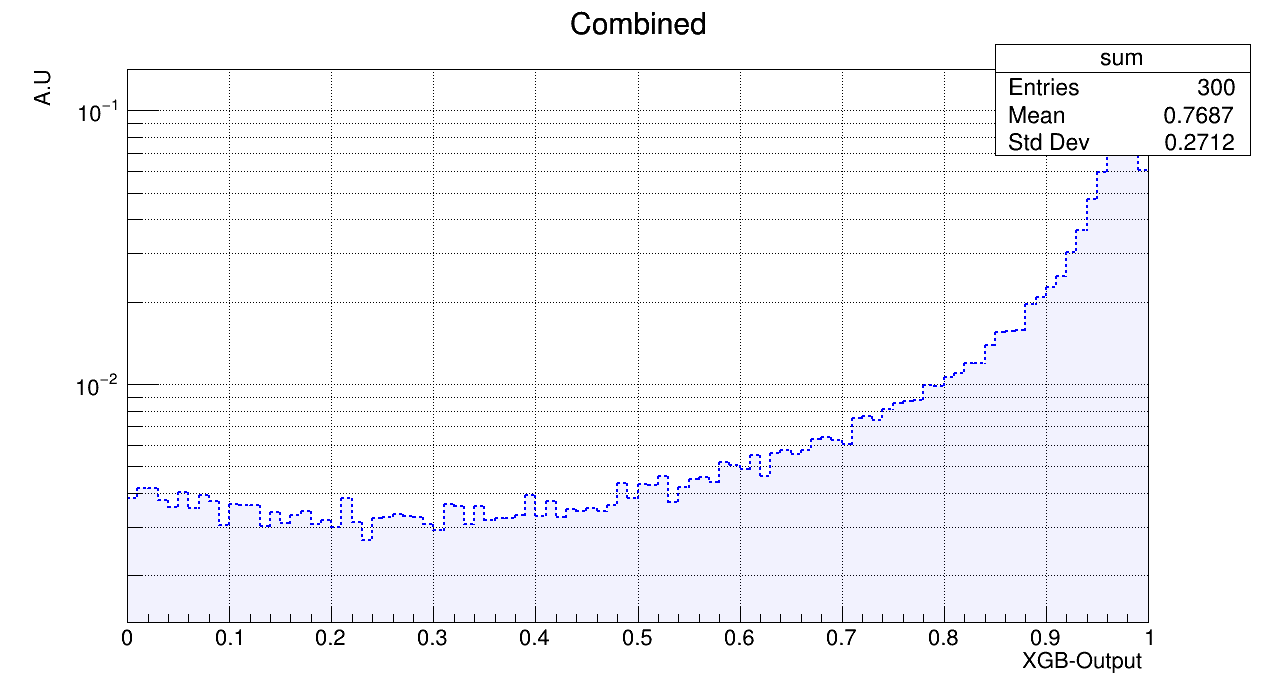 Combined
A.U
sum
Entries 300
Mean 0.7687
Std Dev 0.2712
10⁻¹
10⁻²
0 0.1 0.2 0.3 0.4 0.5 0.6 0.7 0.8 0.9 1
XGB-Output